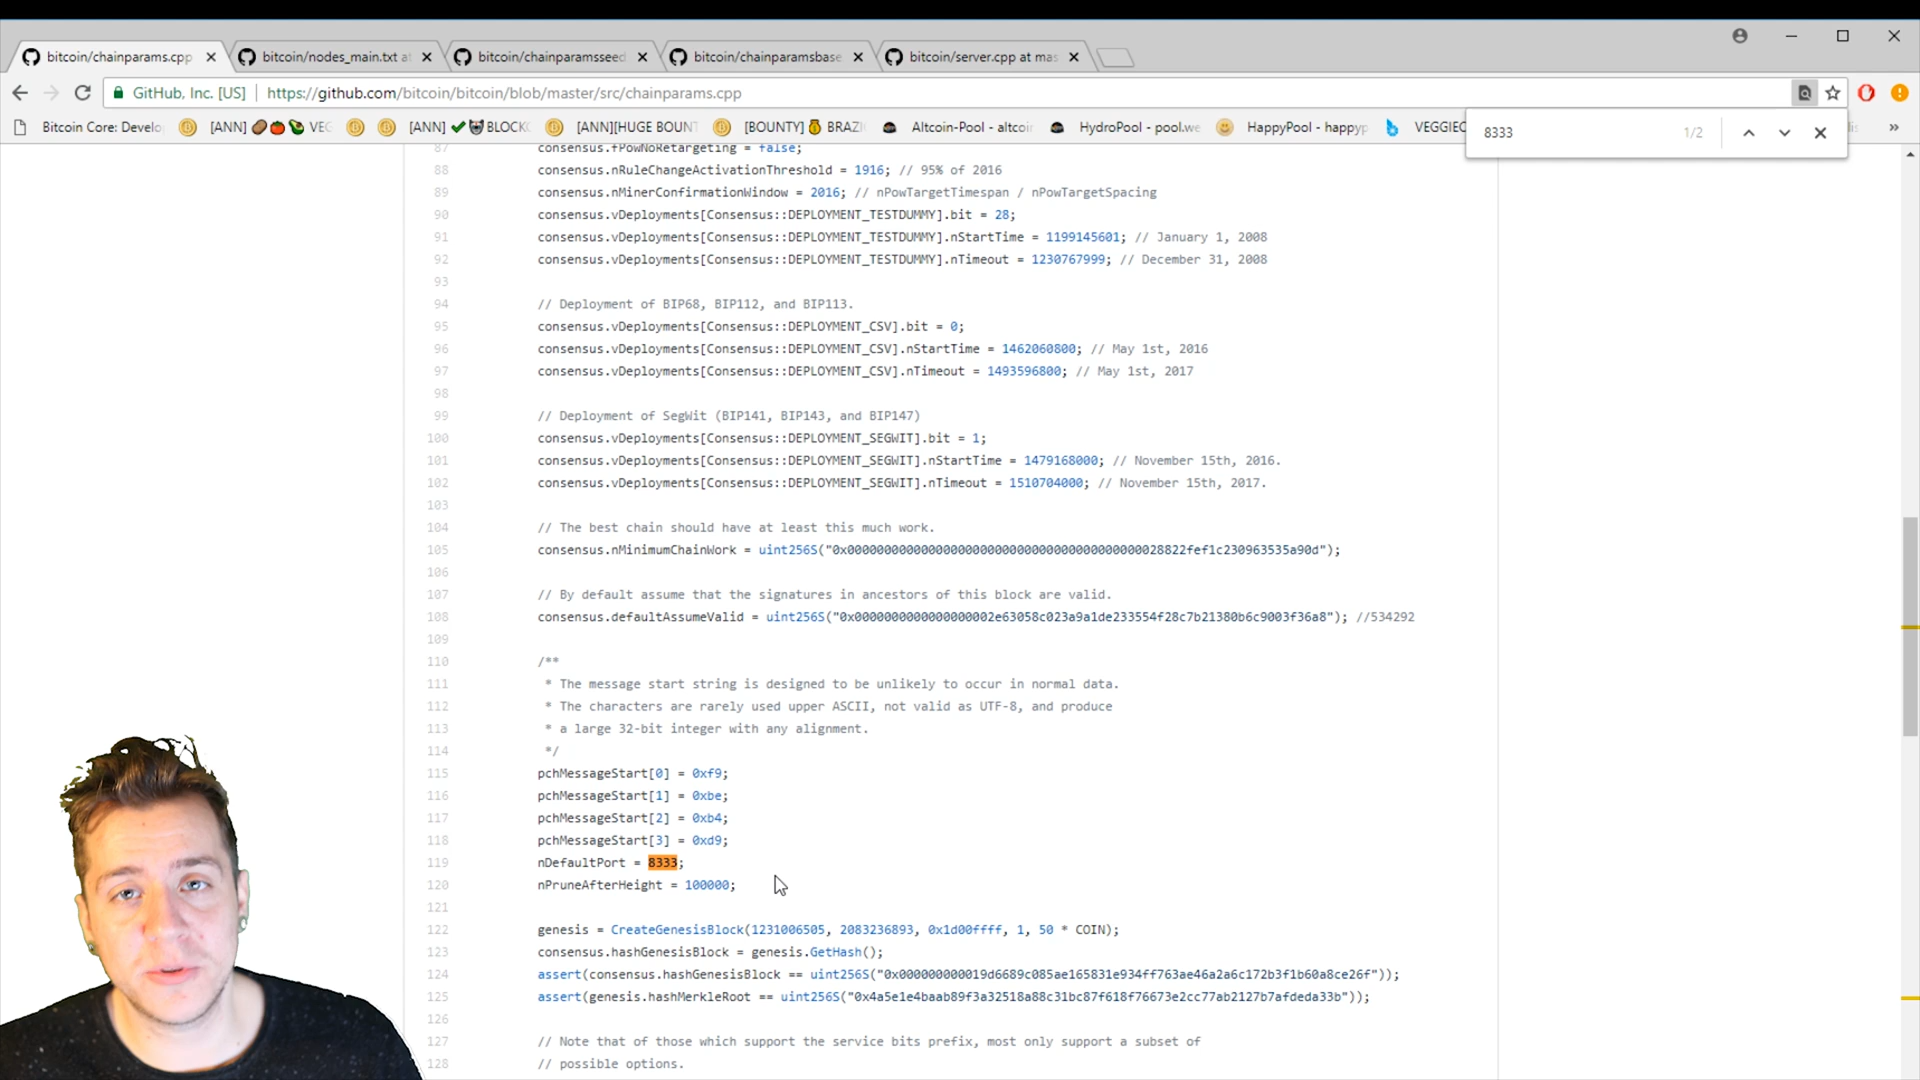 bitcoin/chainparams.cpp
bitcoin/nodes_main.txt at
bitcoin/chainparamsseed
bitcoin/chainparamsbase.
bitcoin/server.cpp at mas
GitHub, Inc. [US]
https://github.com/bitcoin/bitcoin/blob/master/src/chainparams.cpp
Bitcoin Core: Develo
[ANN] 🥔🍅🥑 VEG
[ANN] ✔ BLOCK
[ANN][HUGE BOUNT
[BOUNTY] 💰 BRAZI
Altcoin-Pool - altcoi
HydroPool - pool.we
HappyPool - happyp
VEGGIEC
»
8333
1/2
87 consensus.fPowNoRetargeting = false;
88 consensus.nRuleChangeActivationThreshold = 1916; // 95% of 2016
89 consensus.nMinerConfirmationWindow = 2016; // nPowTargetTimespan / nPowTargetSpacing
90 consensus.vDeployments[Consensus::DEPLOYMENT_TESTDUMMY].bit = 28;
91 consensus.vDeployments[Consensus::DEPLOYMENT_TESTDUMMY].nStartTime = 1199145601; // January 1, 2008
92 consensus.vDeployments[Consensus::DEPLOYMENT_TESTDUMMY].nTimeout = 1230767999; // December 31, 2008
93
94 // Deployment of BIP68, BIP112, and BIP113.
95 consensus.vDeployments[Consensus::DEPLOYMENT_CSV].bit = 0;
96 consensus.vDeployments[Consensus::DEPLOYMENT_CSV].nStartTime = 1462060800; // May 1st, 2016
97 consensus.vDeployments[Consensus::DEPLOYMENT_CSV].nTimeout = 1493596800; // May 1st, 2017
98
99 // Deployment of SegWit (BIP141, BIP143, and BIP147)
100 consensus.vDeployments[Consensus::DEPLOYMENT_SEGWIT].bit = 1;
101 consensus.vDeployments[Consensus::DEPLOYMENT_SEGWIT].nStartTime = 1479168000; // November 15th, 2016.
102 consensus.vDeployments[Consensus::DEPLOYMENT_SEGWIT].nTimeout = 1510704000; // November 15th, 2017.
103
104 // The best chain should have at least this much work.
105 consensus.nMinimumChainWork = uint256S("0x0000000000000000000000000000000000000000028822fef1c230963535a90d");
106
107 // By default assume that the signatures in ancestors of this block are valid.
108 consensus.defaultAssumeValid = uint256S("0x0000000000000000002e63058c023a9a1de233554f28c7b21380b6c9003f36a8"); //534292
109
110 /**
111 * The message start string is designed to be unlikely to occur in normal data.
112 * The characters are rarely used upper ASCII, not valid as UTF-8, and produce
113 * a large 32-bit integer with any alignment.
114 */
115 pchMessageStart[0] = 0xf9;
116 pchMessageStart[1] = 0xbe;
117 pchMessageStart[2] = 0xb4;
118 pchMessageStart[3] = 0xd9;
119 nDefaultPort = 8333;
120 nPruneAfterHeight = 100000;
121
122 genesis = CreateGenesisBlock(1231006505, 2083236893, 0x1d00ffff, 1, 50 * COIN);
123 consensus.hashGenesisBlock = genesis.GetHash();
124 assert(consensus.hashGenesisBlock == uint256S("0x000000000019d6689c085ae165831e934ff763ae46a2a6c172b3f1b60a8ce26f"));
125 assert(genesis.hashMerkleRoot == uint256S("0x4a5e1e4baab89f3a32518a88c31bc87f618f76673e2cc77ab2127b7afdeda33b"));
126
127 // Note that of those which support the service bits prefix, most only support a subset of
128 // possible options.